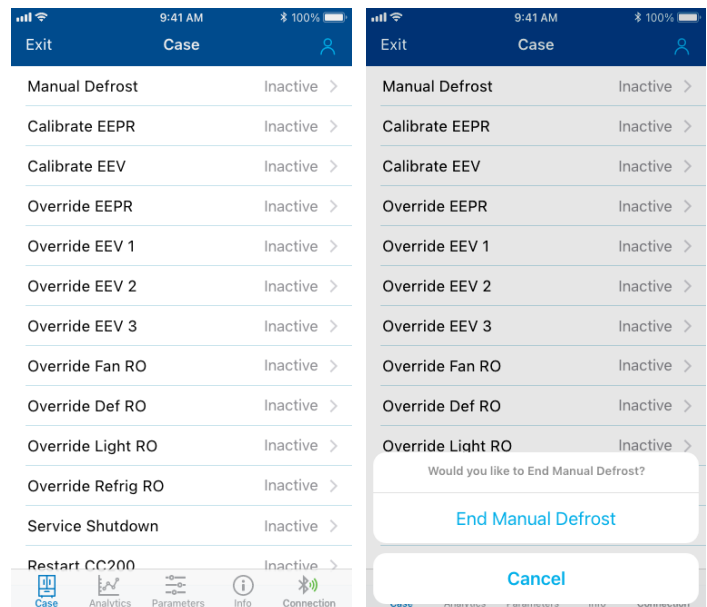 9:41 AM
100%
Exit
Case
Manual Defrost Inactive
Calibrate EEPR Inactive
Calibrate EEV Inactive
Override EEPR Inactive
Override EEV 1 Inactive
Override EEV 2 Inactive
Override EEV 3 Inactive
Override Fan RO Inactive
Override Def RO Inactive
Override Light RO Inactive
Override Refrig RO Inactive
Service Shutdown Inactive
Restart CC200 Inactive
Case Analytics Parameters Info Connection
9:41 AM
100%
Exit
Case
Manual Defrost Inactive
Calibrate EEPR Inactive
Calibrate EEV Inactive
Override EEPR Inactive
Override EEV 1 Inactive
Override EEV 2 Inactive
Override EEV 3 Inactive
Override Fan RO Inactive
Override Def RO Inactive
Override Light RO Inactive
Would you like to End Manual Defrost?
End Manual Defrost
Cancel
Case Analytics Parameters Info Connection